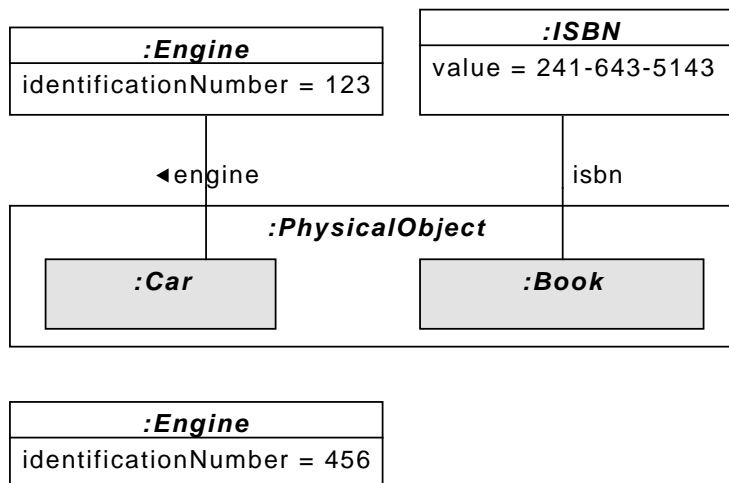 :Engine
identificationNumber = 123
:ISBN
value = 241-643-5143
◄engine
isbn
:PhysicalObject
:Car
:Book
:Engine
identificationNumber = 456